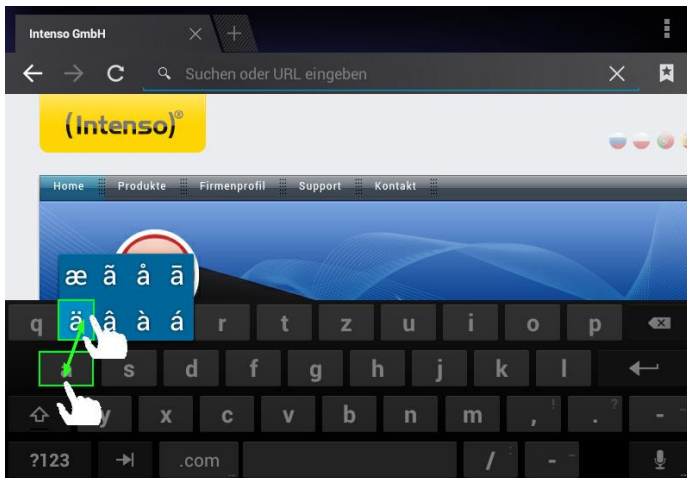 Intenso GmbH
Suchen oder URL eingeben
(Intenso)®
Home Produkte Firmenprofil Support Kontakt
æ ã å ā
ä â à á
q r t z u i o p
a s d f g h j k l
y x c v b n m , ! . ? -
?123 .com / : - _